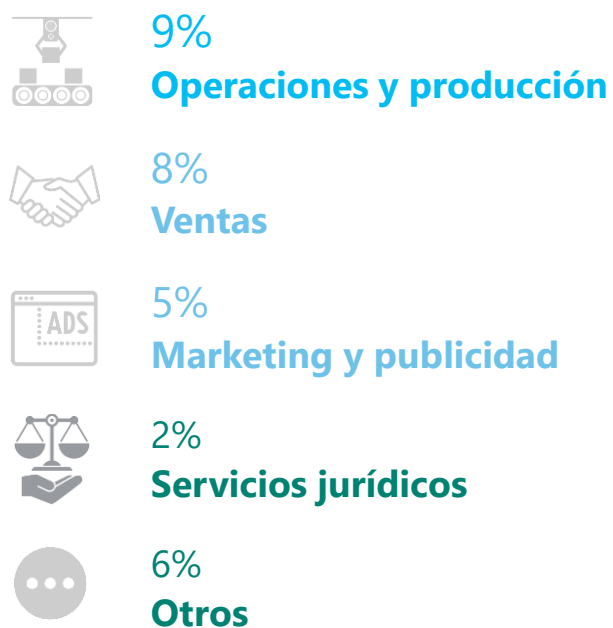 9%
Operaciones y producción
8%
Ventas
ADS
5%
Marketing y publicidad
2%
Servicios jurídicos
6%
Otros